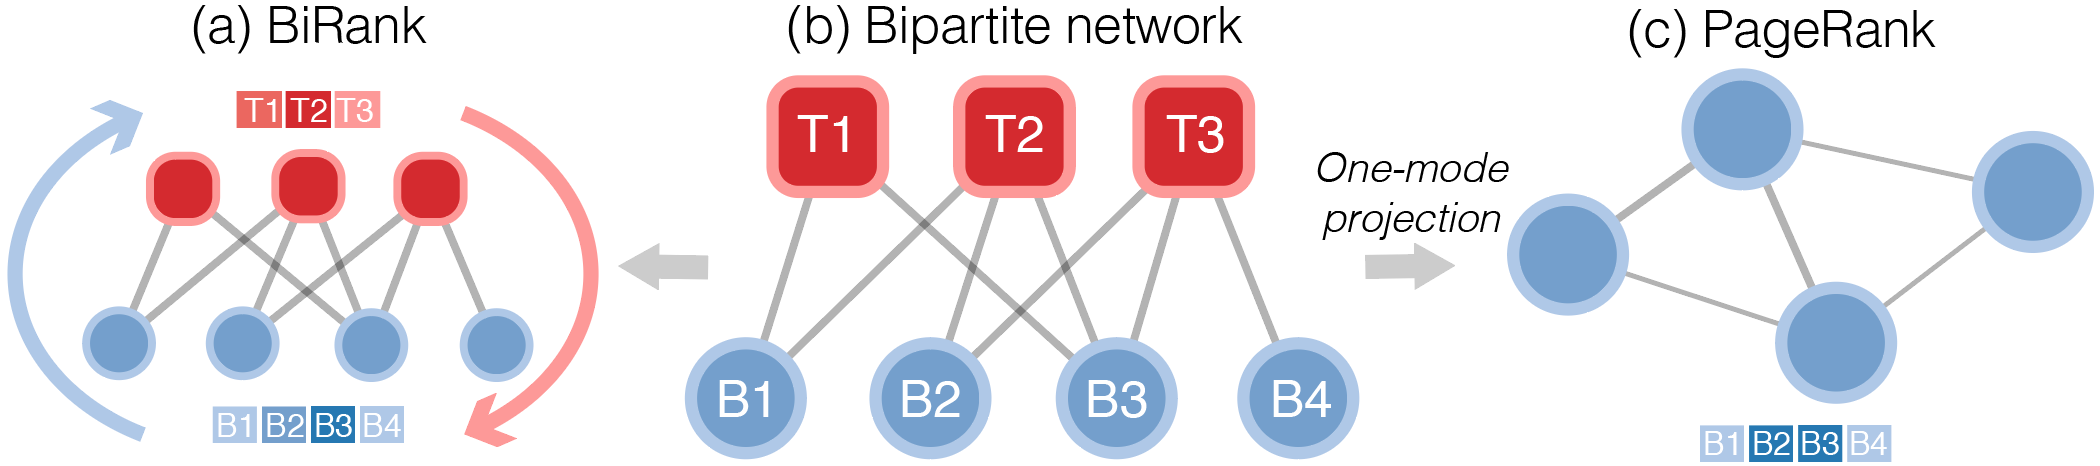 (a) BiRank
T1 T2 T3
B1 B2 B3 B4
(b) Bipartite network
T1 T2 T3
B1 B2 B3 B4
One-mode
projection
(c) PageRank
B1 B2 B3 B4